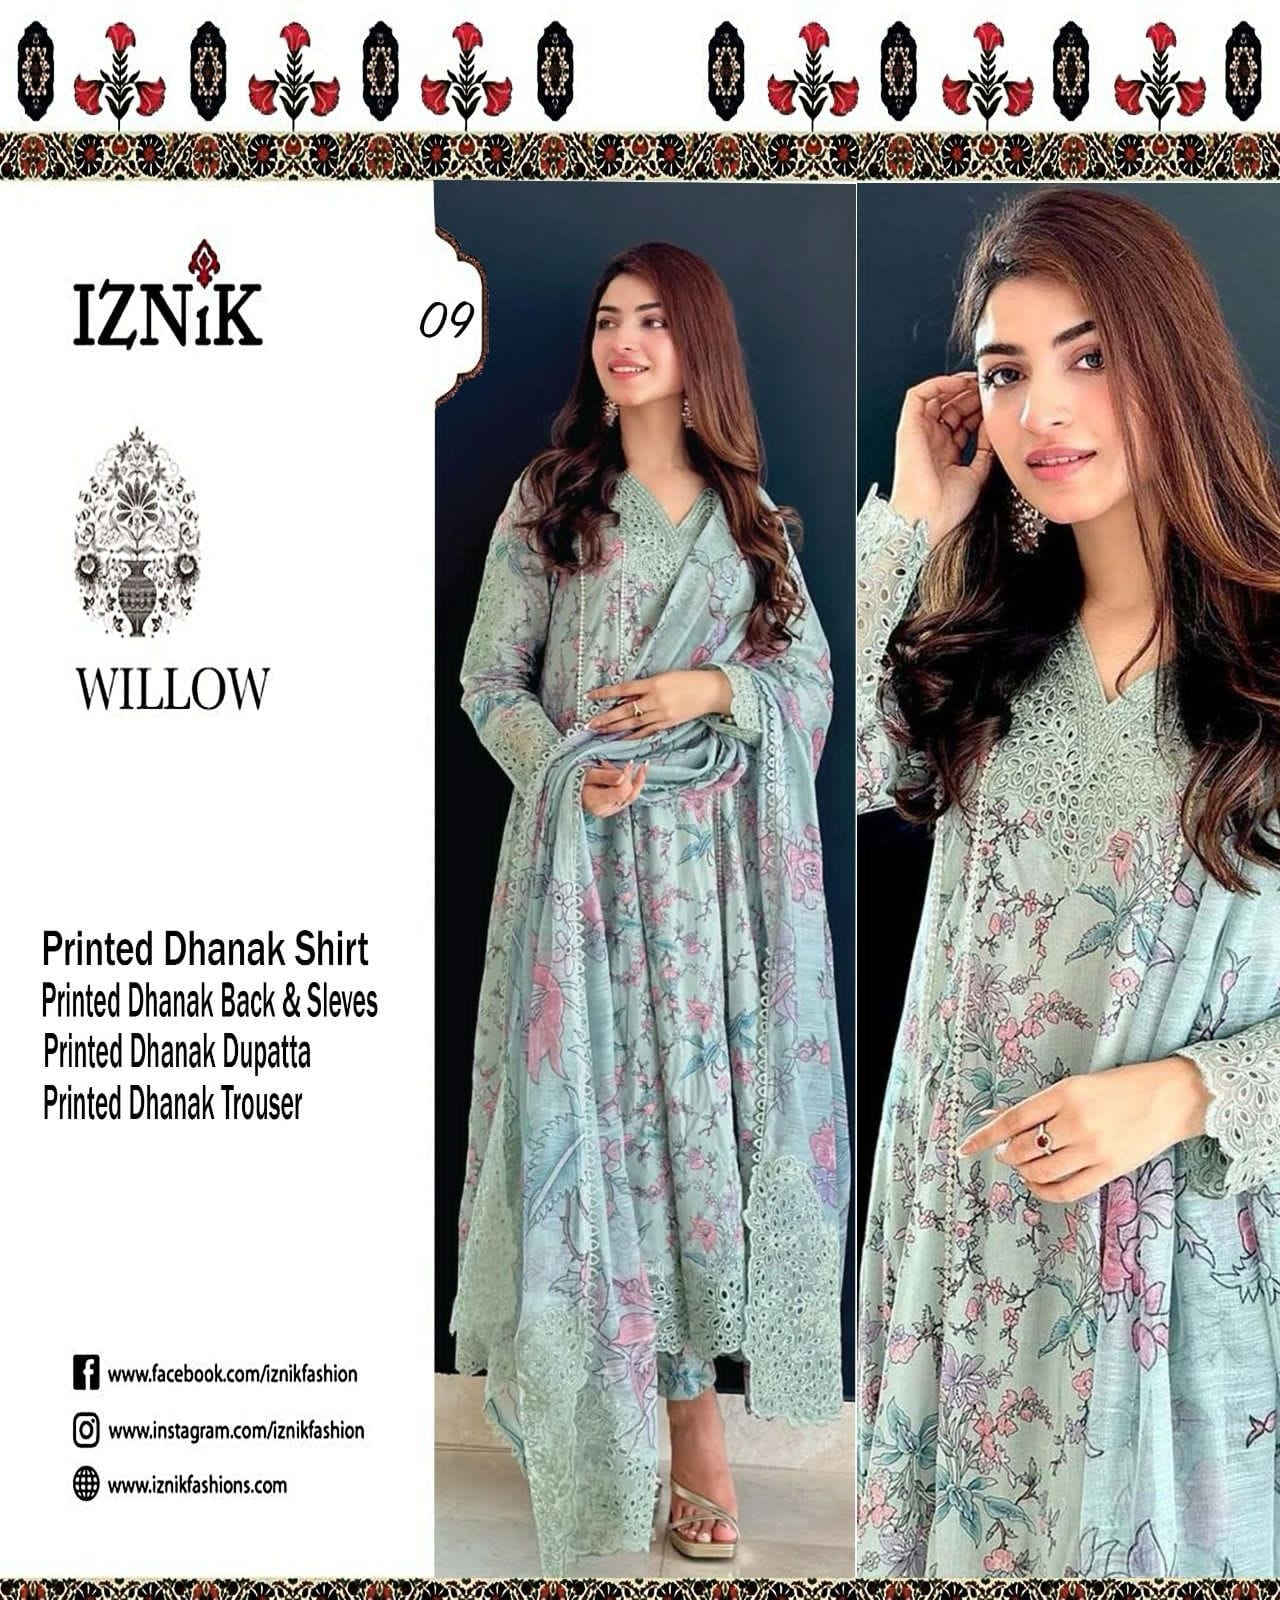 IZNiK
09
WILLOW
Printed Dhanak Shirt
Printed Dhanak Back & Sleves
Printed Dhanak Dupatta
Printed Dhanak Trouser
www.facebook.com/iznikfashion
www.instagram.com/iznikfashion
www.iznikfashions.com